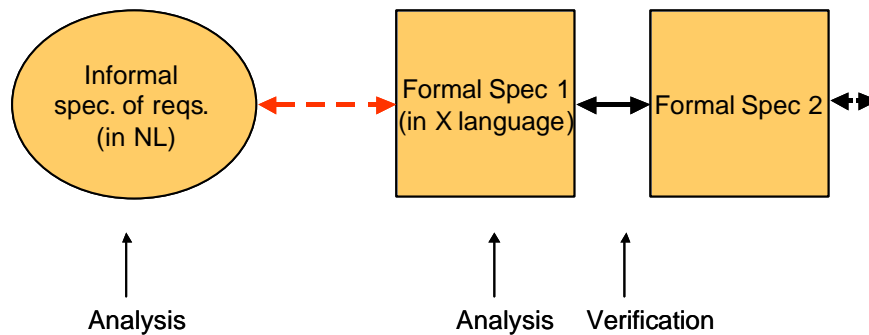 Informal
spec. of reqs.
(in NL)
Formal Spec 1
(in X language)
Formal Spec 2
Analysis
Analysis
Verification